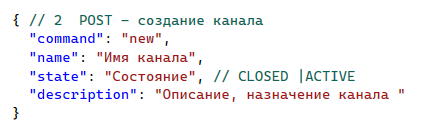 { // 2  POST – создание канала
  "command": "new",
  "name": "Имя канала",
  "state": "Состояние", // CLOSED |ACTIVE
  "description": "Описание, назначение канала "
}